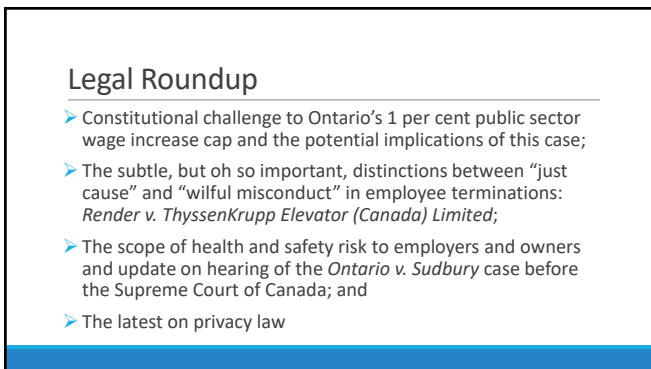 Legal Roundup
➢ Constitutional challenge to Ontario's 1 per cent public sector
wage increase cap and the potential implications of this case;
➢ The subtle, but oh so important, distinctions between "just
cause" and "wilful misconduct" in employee terminations:
Render v. ThyssenKrupp Elevator (Canada) Limited;
➢ The scope of health and safety risk to employers and owners
and update on hearing of the Ontario v. Sudbury case before
the Supreme Court of Canada; and
➢ The latest on privacy law